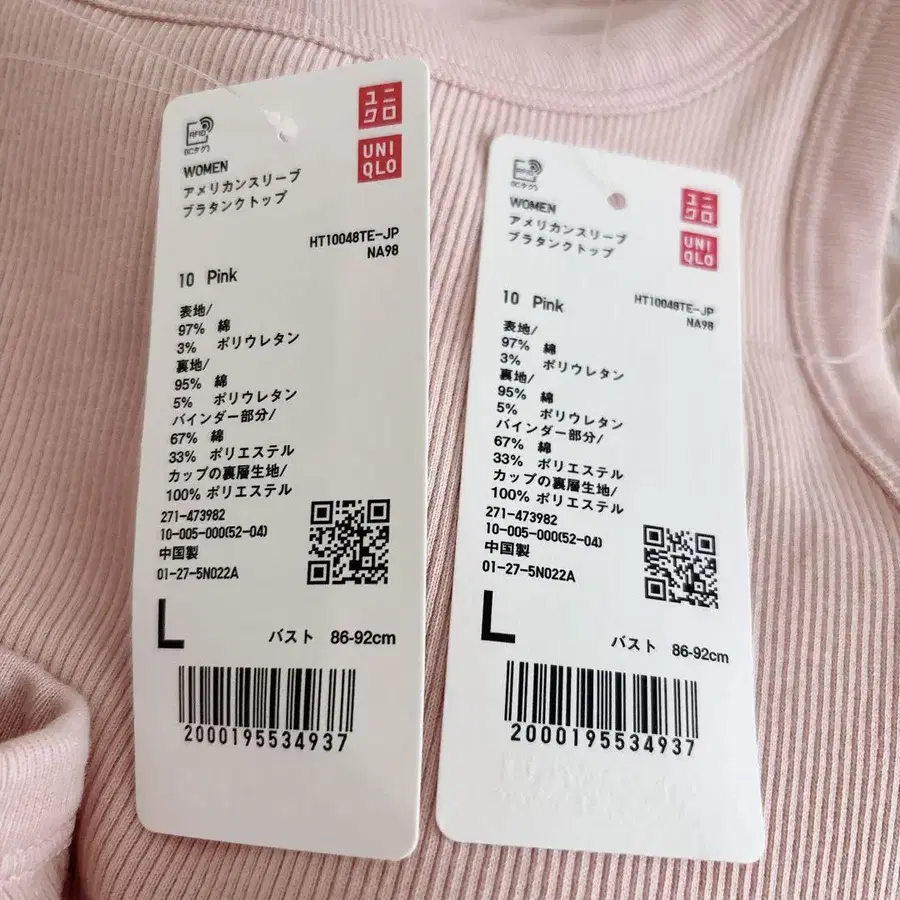 RFID
(ICタグ)
ユニ
クロ
UNI
QLO
WOMEN
アメリカンスリーブ
ブラタンクトップ
HT10048TE-JP
NA98
10 Pink
表地/
97% 綿
3% ポリウレタン
裏地/
95% 綿
5% ポリウレタン
バインダー部分/
67% 綿
33% ポリエステル
カップの裏層生地/
100% ポリエステル
271-473982
10-005-000(52-04)
中国製
01-27-5N022A
L
バスト 86-92cm
2000195534937
RFID
(ICタグ)
ユニ
クロ
UNI
QLO
WOMEN
アメリカンスリーブ
ブラタンクトップ
HT10048TE-JP
NA98
10 Pink
表地/
97% 綿
3% ポリウレタン
裏地/
95% 綿
5% ポリウレタン
バインダー部分/
67% 綿
33% ポリエステル
カップの裏層生地/
100% ポリエステル
271-473982
10-005-000(52-04)
中国製
01-27-5N022A
L
バスト 86-92cm
2000195534937